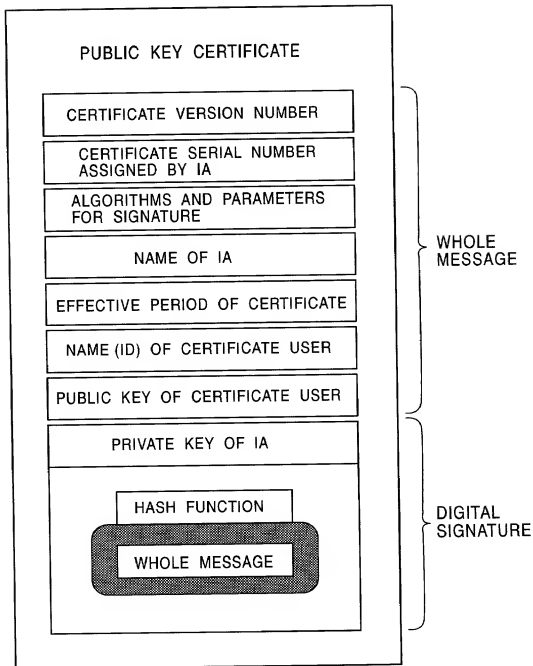 PUBLIC KEY CERTIFICATE
CERTIFICATE VERSION NUMBER
CERTIFICATE SERIAL NUMBER
ASSIGNED BY IA
ALGORITHMS AND PARAMETERS
FOR SIGNATURE
NAME OF IA
EFFECTIVE PERIOD OF CERTIFICATE
NAME (ID) OF CERTIFICATE USER
PUBLIC KEY OF CERTIFICATE USER
WHOLE
MESSAGE
PRIVATE KEY OF IA
HASH FUNCTION
WHOLE MESSAGE
DIGITAL
SIGNATURE